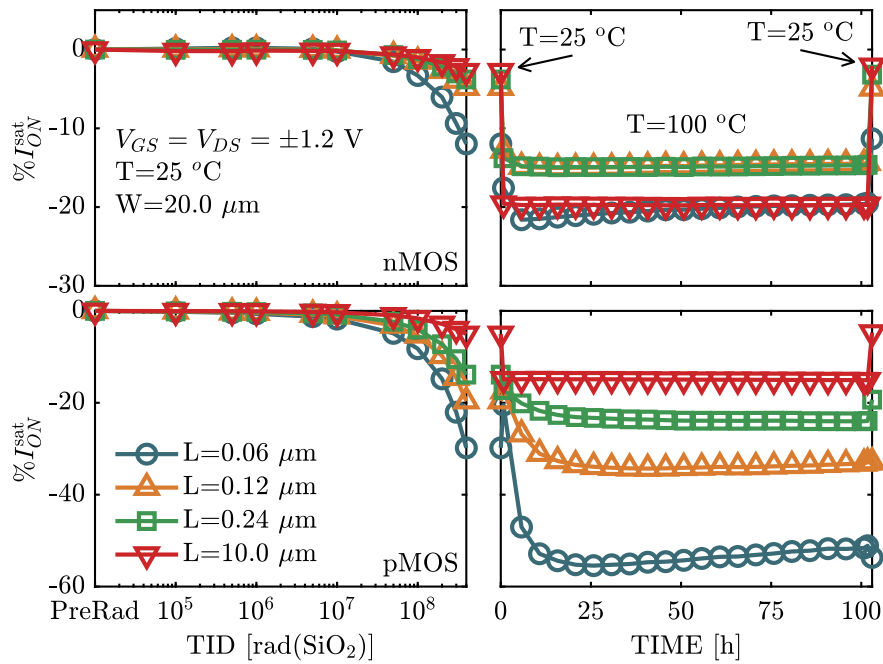 0
-10
-20
-30
%I_ON^sat
V_GS = V_DS = ±1.2 V
T=25 °C
W=20.0 μm
nMOS
T=25 °C
T=25 °C
T=100 °C
0
-20
-40
-60
%I_ON^sat
L=0.06 μm
L=0.12 μm
L=0.24 μm
L=10.0 μm
pMOS
PreRad 10^5 10^6 10^7 10^8
TID [rad(SiO₂)]
0 25 50 75 100
TIME [h]